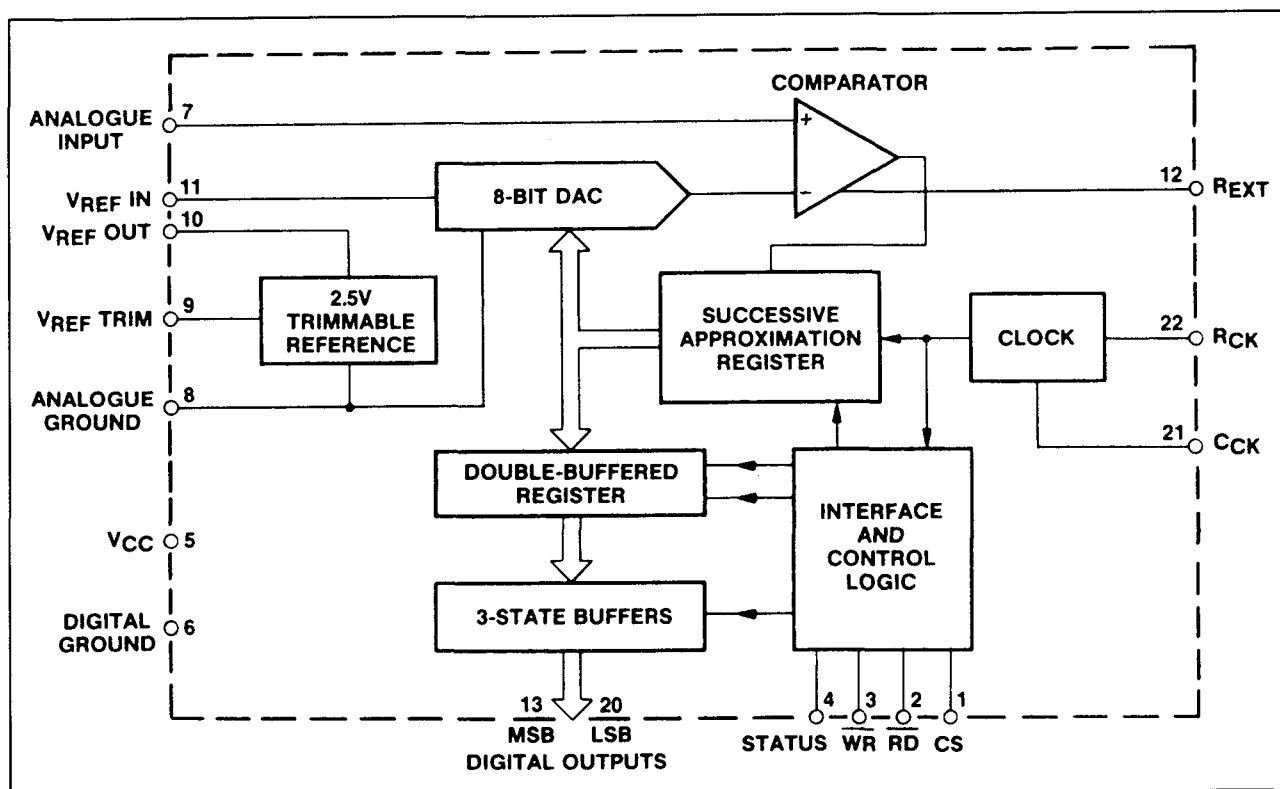 COMPARATOR
ANALOGUE
INPUT
7
+
−
8-BIT DAC
VREF IN
11
VREF OUT
10
12
REXT
2.5V
TRIMMABLE
REFERENCE
VREF TRIM
9
SUCCESSIVE
APPROXIMATION
REGISTER
CLOCK
22
RCK
ANALOGUE
GROUND
8
21
CCK
DOUBLE-BUFFERED
REGISTER
INTERFACE
AND
CONTROL
LOGIC
VCC
5
3-STATE BUFFERS
DIGITAL
GROUND
6
13
20
4
3
2
1
MSB
LSB
STATUS
WR
RD
CS
DIGITAL OUTPUTS